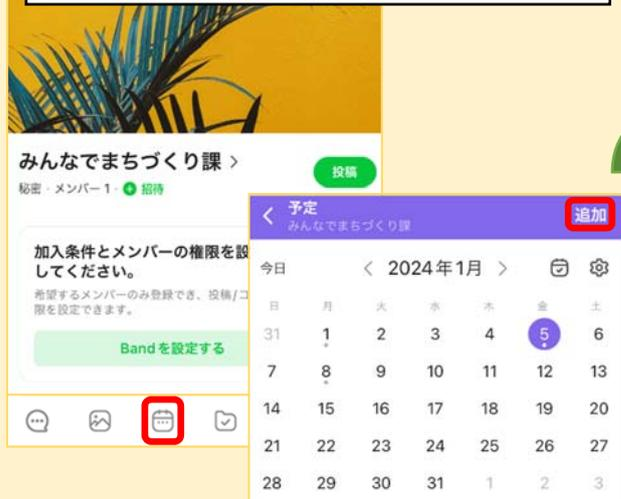 みんなでまちづくり課 >
投稿
秘密・メンバー 1・ 招待
加入条件とメンバーの権限を設
してください。
希望するメンバーのみ登録でき、投稿/コ
限を設定できます。
Bandを設定する
予定
みんなでまちづくり課
追加
今日 < 2024年1月 >
日 月 火 水 木 金 土
31 1 2 3 4 5 6
7 8 9 10 11 12 13
14 15 16 17 18 19 20
21 22 23 24 25 26 27
28 29 30 31 1 2 3